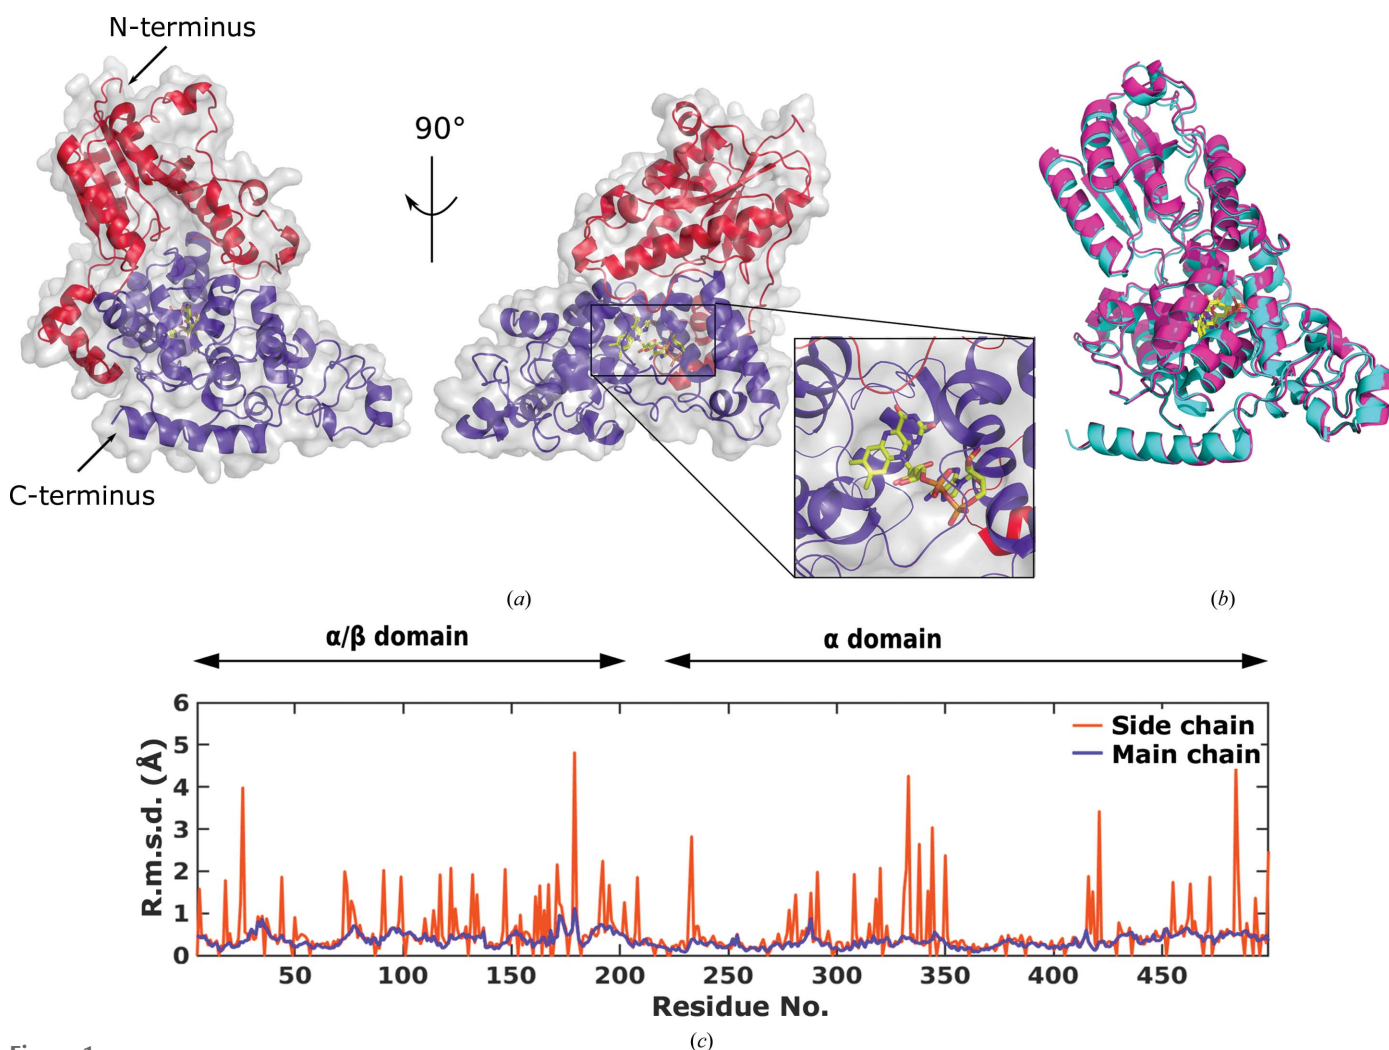 N-terminus
90°
C-terminus
(a)
(b)
α/β domain
α domain
R.m.s.d. (Å)
6
5
4
3
2
1
0
Side chain
Main chain
50 100 150 200 250 300 350 400 450
Residue No.
(c)